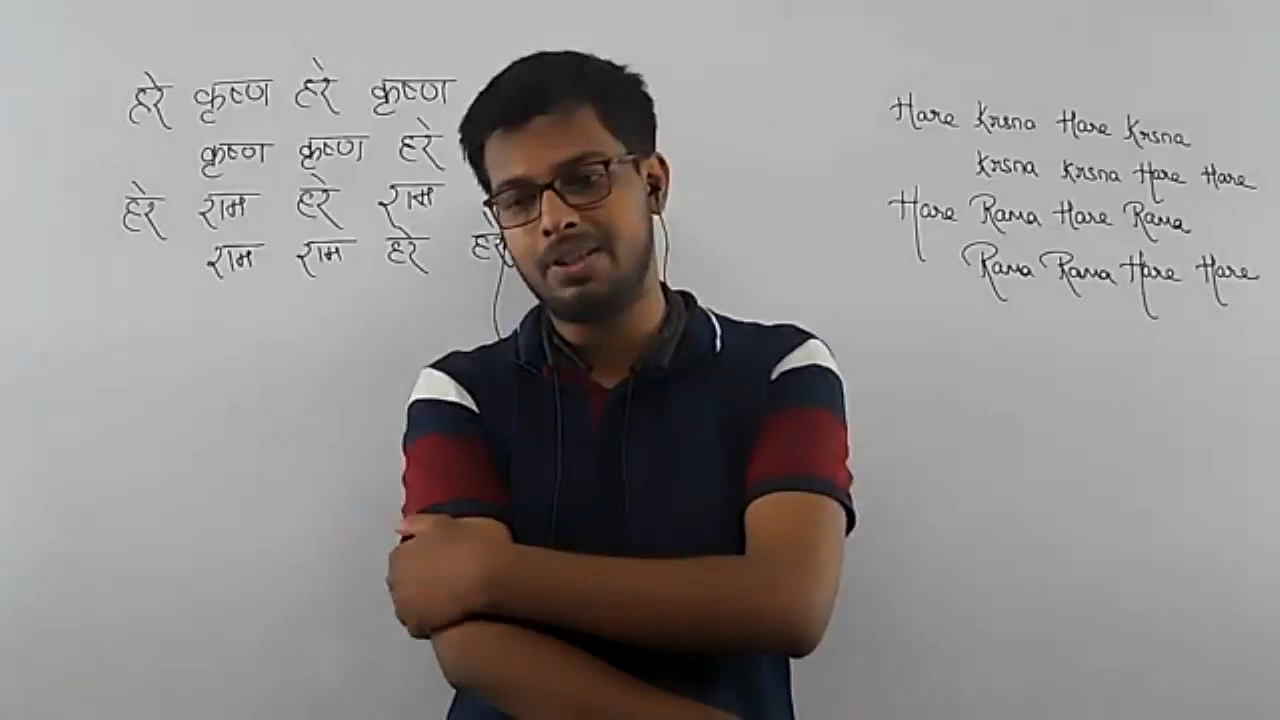 हरे कृष्ण हरे कृष्ण
कृष्ण कृष्ण हरे
हरे राम हरे राम
राम राम हरे हरे
Hare Krsna Hare Krsna
Krsna Krsna Hare Hare
Hare Rama Hare Rama
Rama Rama Hare Hare